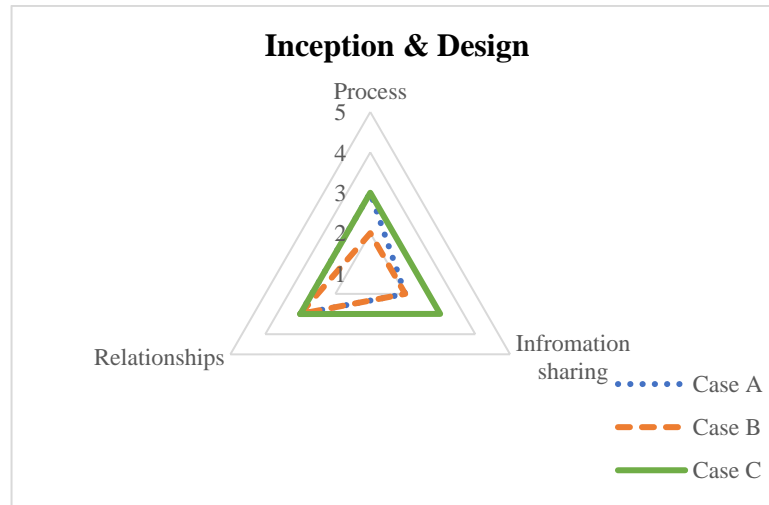 Inception & Design
Process
5
4
3
2
1
Relationships
Infromation
sharing
Case A
Case B
Case C